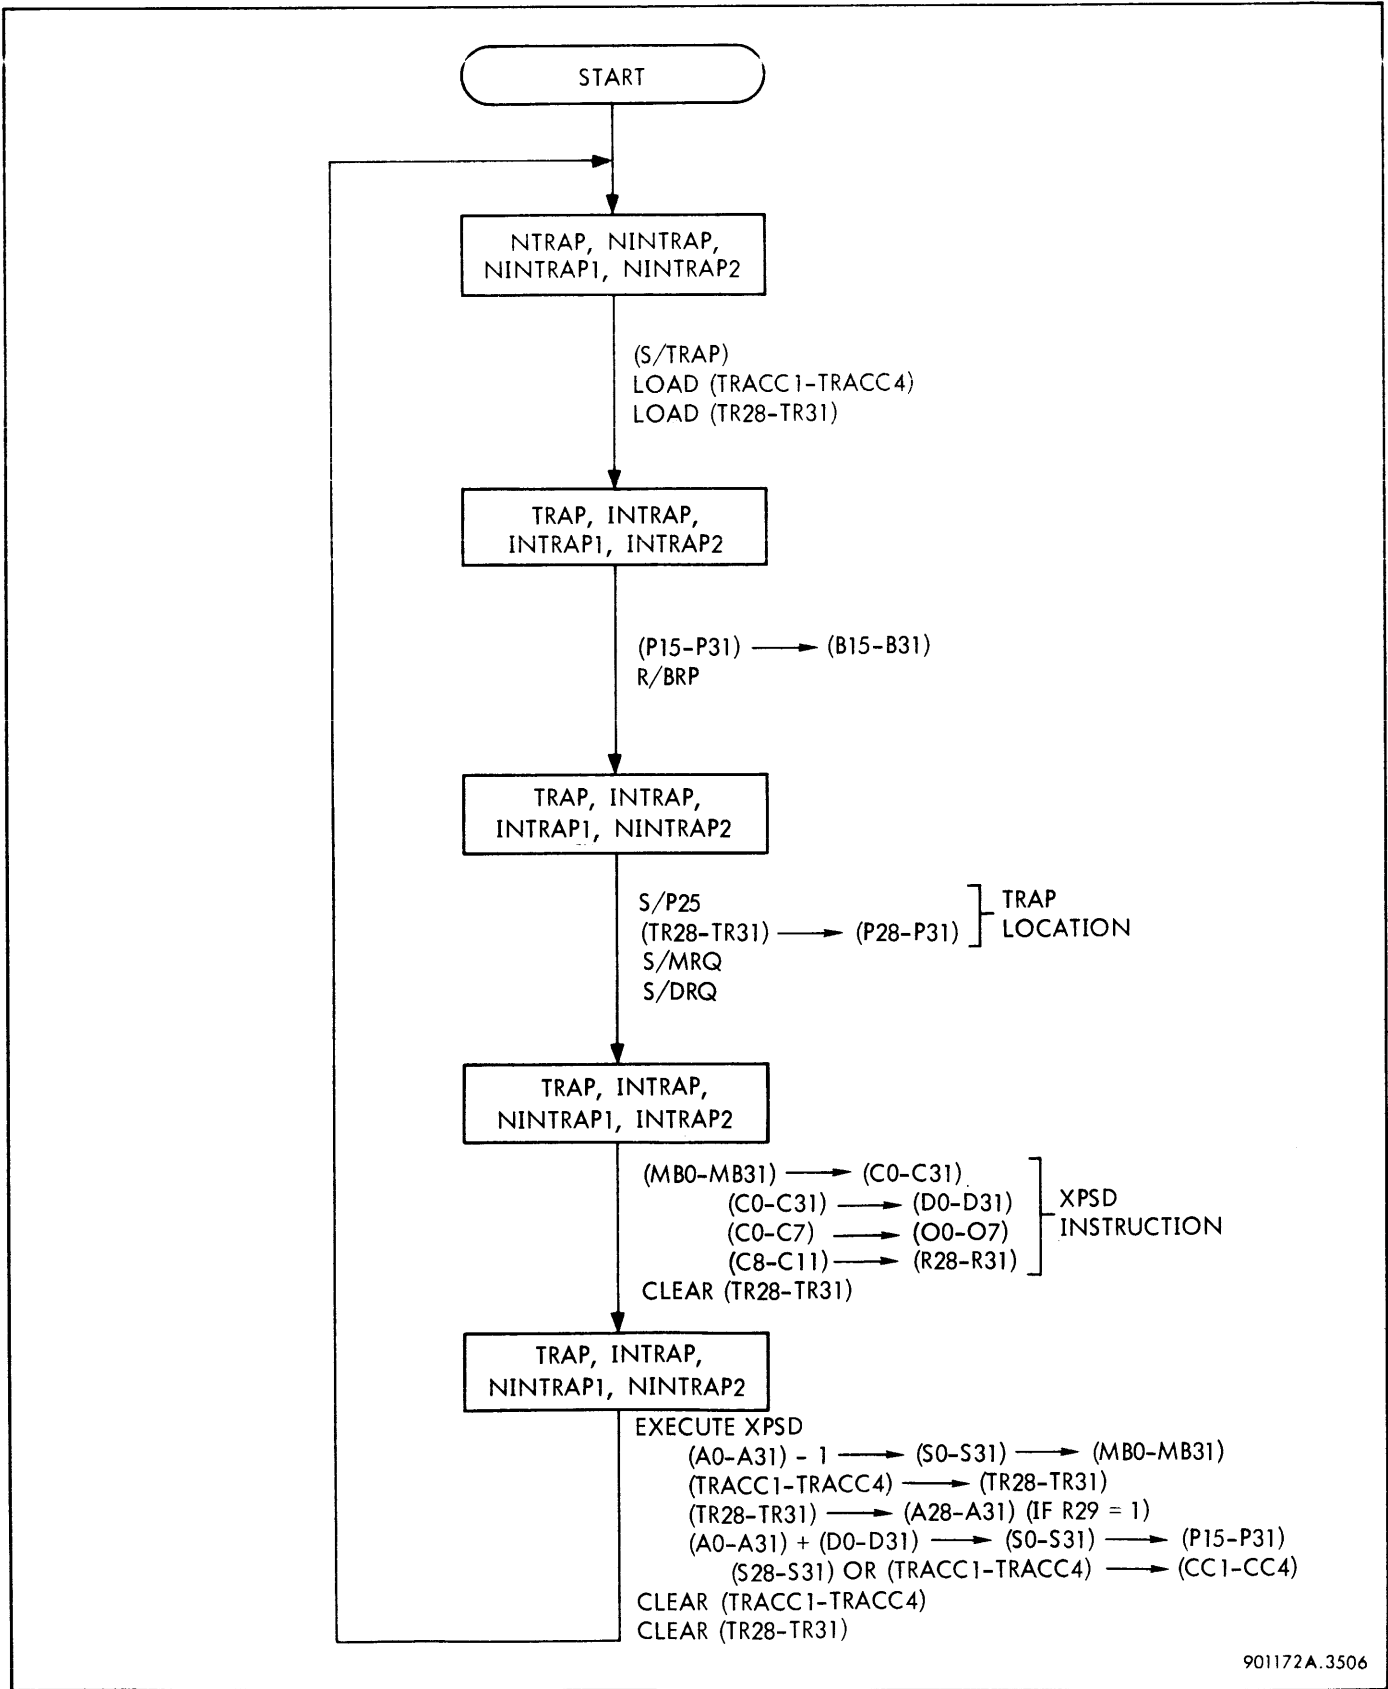 START
NTRAP, NINTRAP,
NINTRAP1, NINTRAP2
(S/TRAP)
LOAD (TRACC1-TRACC4)
LOAD (TR28-TR31)
TRAP, INTRAP,
INTRAP1, INTRAP2
(P15-P31) → (B15-B31)
R/BRP
TRAP, INTRAP,
INTRAP1, NINTRAP2
S/P25
(TR28-TR31) → (P28-P31)
S/MRQ
S/DRQ
TRAP
LOCATION
TRAP, INTRAP,
NINTRAP1, INTRAP2
(MB0-MB31) → (C0-C31)
(C0-C31) → (D0-D31)
(C0-C7) → (O0-O7)
(C8-C11) → (R28-R31)
CLEAR (TR28-TR31)
XPSD
INSTRUCTION
TRAP, INTRAP,
NINTRAP1, NINTRAP2
EXECUTE XPSD
(A0-A31) - 1 → (S0-S31) → (MB0-MB31)
(TRACC1-TRACC4) → (TR28-TR31)
(TR28-TR31) → (A28-A31) (IF R29 = 1)
(A0-A31) + (D0-D31) → (S0-S31) → (P15-P31)
(S28-S31) OR (TRACC1-TRACC4) → (CC1-CC4)
CLEAR (TRACC1-TRACC4)
CLEAR (TR28-TR31)
901172A.3506